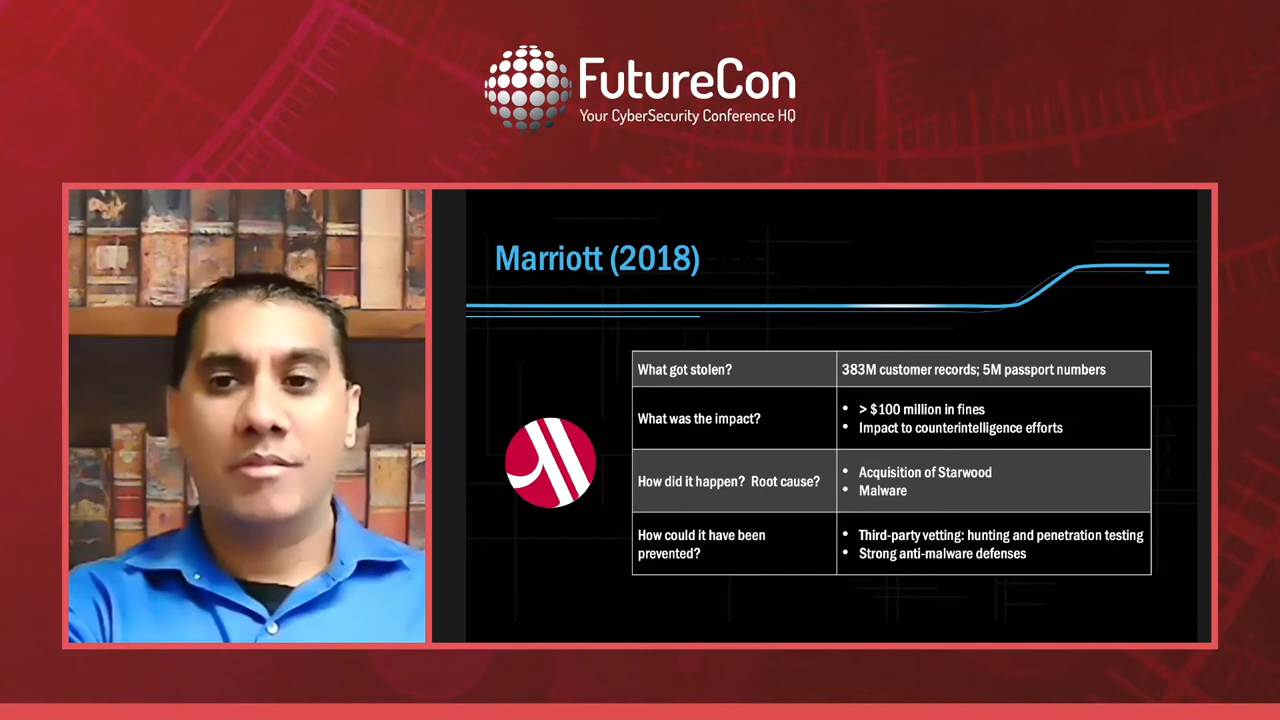 FutureCon
Your CyberSecurity Conference HQ
Marriott (2018)
What got stolen?
383M customer records; 5M passport numbers
What was the impact?
• > $100 million in fines
• Impact to counterintelligence efforts
How did it happen? Root cause?
• Acquisition of Starwood
• Malware
How could it have been
prevented?
• Third-party vetting: hunting and penetration testing
• Strong anti-malware defenses